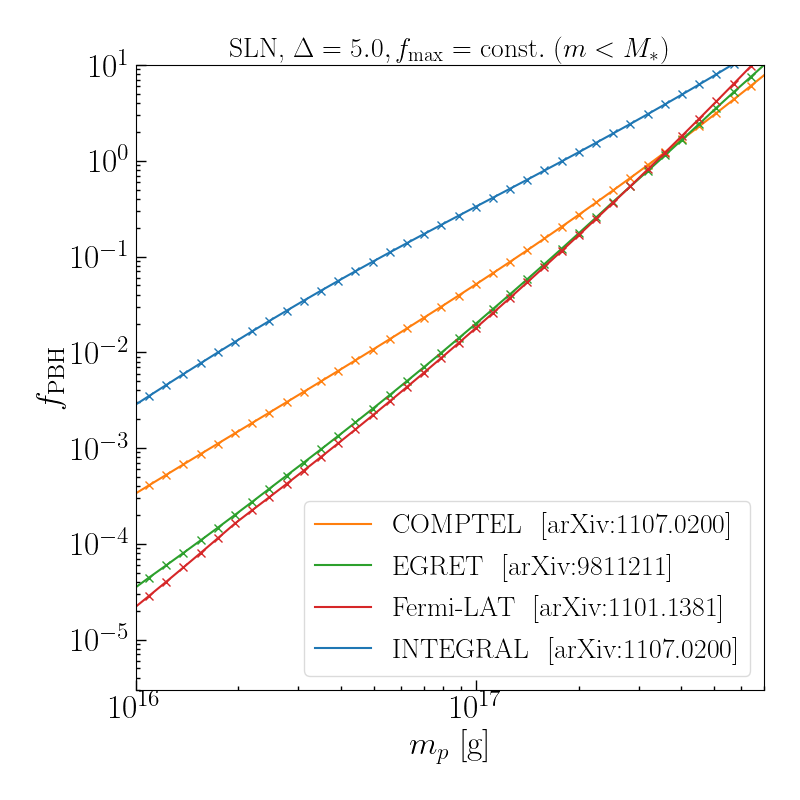 SLN, Δ = 5.0, f_max = const. (m < M_*)
f_PBH
10^1
10^0
10^−1
10^−2
10^−3
10^−4
10^−5
COMPTEL [arXiv:1107.0200]
EGRET [arXiv:9811211]
Fermi-LAT [arXiv:1101.1381]
INTEGRAL [arXiv:1107.0200]
10^16 10^17
m_p [g]